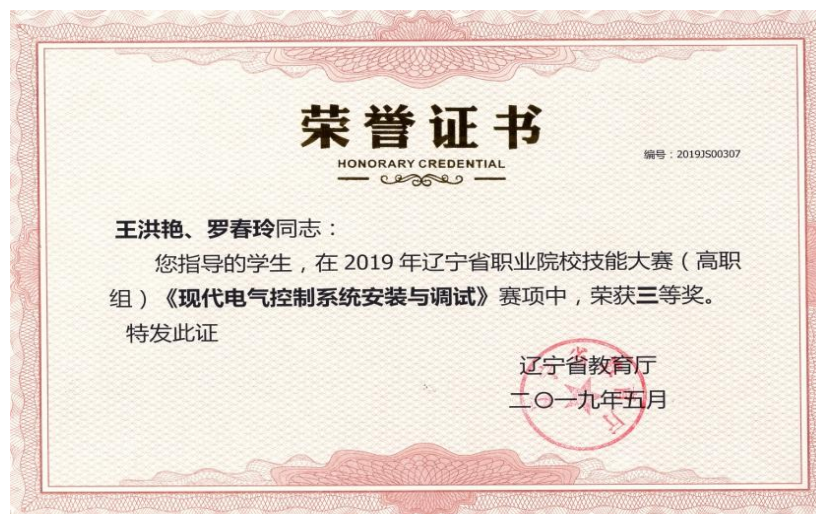 荣誉证书
HONORARY CREDENTIAL
编号：2019JS00307
王洪艳、罗春玲同志：
您指导的学生，在 2019 年辽宁省职业院校技能大赛（高职
组）《现代电气控制系统安装与调试》赛项中，荣获三等奖。
特发此证
辽宁省教育厅
二〇一九年五月